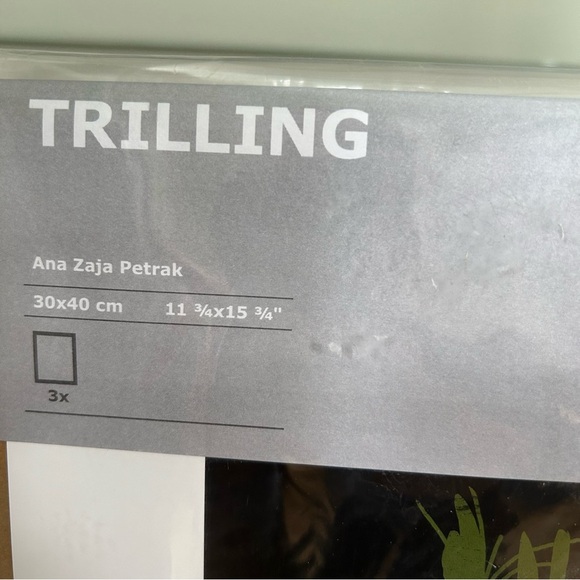 TRILLING
Ana Zaja Petrak
30x40 cm 11 ¾x15 ¾"
3x